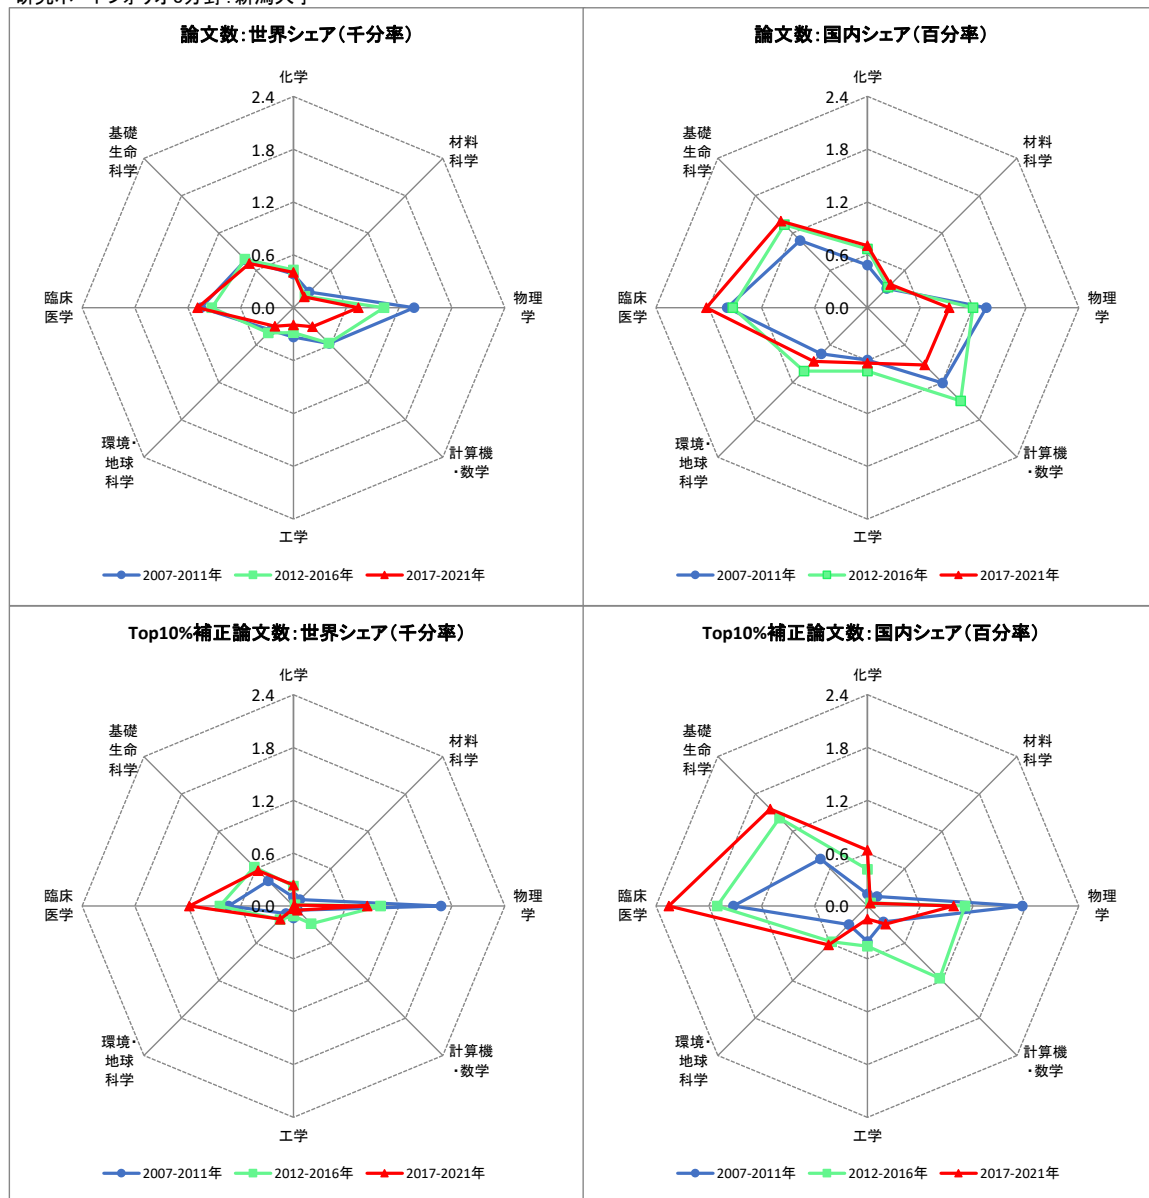 論文数：世界シェア（千分率）
化学
2.4
1.8
1.2
0.6
0.0
材料
科学
物理
学
計算機
・数学
工学
環境・
地球
科学
臨床
医学
基礎
生命
科学
2007-2011年 2012-2016年 2017-2021年
論文数：国内シェア（百分率）
化学
2.4
1.8
1.2
0.6
0.0
材料
科学
物理
学
計算機
・数学
工学
環境・
地球
科学
臨床
医学
基礎
生命
科学
2007-2011年 2012-2016年 2017-2021年
Top10%補正論文数：世界シェア（千分率）
化学
2.4
1.8
1.2
0.6
0.0
材料
科学
物理
学
計算機
・数学
工学
環境・
地球
科学
臨床
医学
基礎
生命
科学
2007-2011年 2012-2016年 2017-2021年
Top10%補正論文数：国内シェア（百分率）
化学
2.4
1.8
1.2
0.6
0.0
材料
科学
物理
学
計算機
・数学
工学
環境・
地球
科学
臨床
医学
基礎
生命
科学
2007-2011年 2012-2016年 2017-2021年